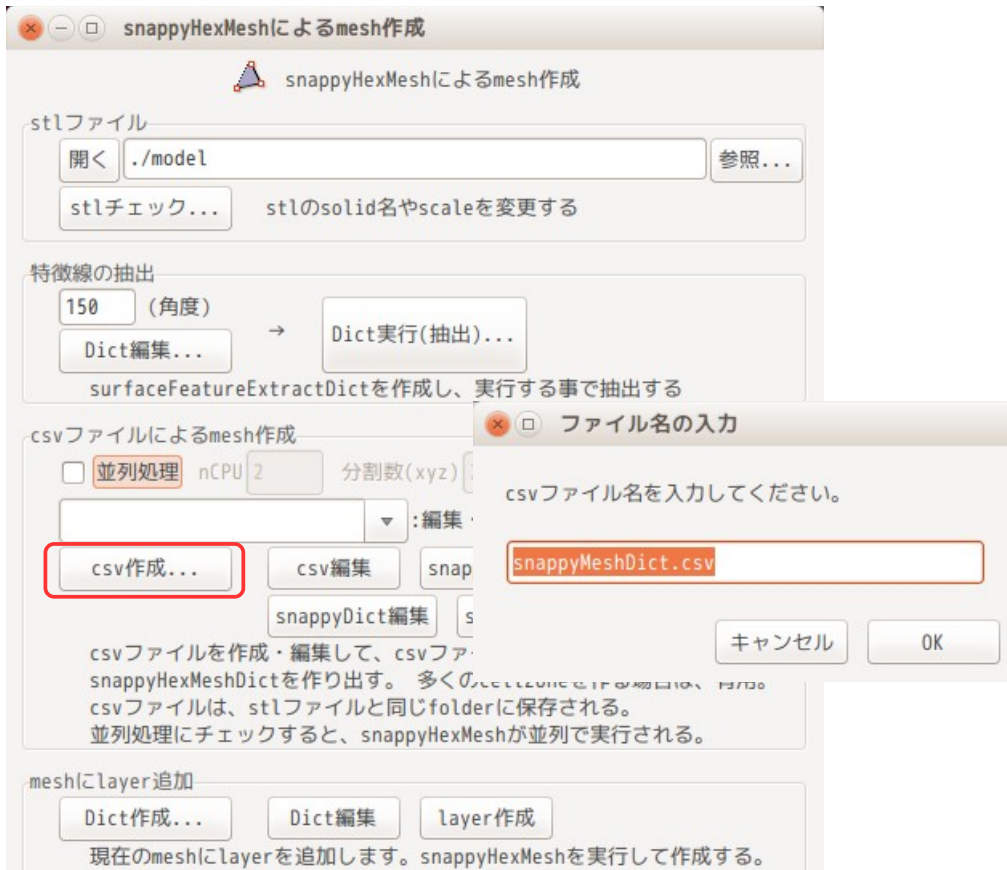 snappyHexMeshによるmesh作成
snappyHexMeshによるmesh作成
stlファイル
開く ./model 参照...
stlチェック... stlのsolid名やscaleを変更する
特徴線の抽出
150 (角度)
→ Dict実行(抽出)...
Dict編集...
surfaceFeatureExtractDictを作成し、実行する事で抽出する
csvファイルによるmesh作成
並列処理 nCPU 2 分割数(xyz)
:編集・
csv作成... csv編集 snap
snappyDict編集 s
csvファイルを作成・編集して、csvファ
snappyHexMeshDictを作り出す。 多くのcellZoneを作る場合は、有用。
csvファイルは、stlファイルと同じfolderに保存される。
並列処理にチェックすると、snappyHexMeshが並列で実行される。
meshにlayer追加
Dict作成... Dict編集 layer作成
現在のmeshにlayerを追加します。snappyHexMeshを実行して作成する。
ファイル名の入力
csvファイル名を入力してください。
snappyMeshDict.csv
キャンセル OK